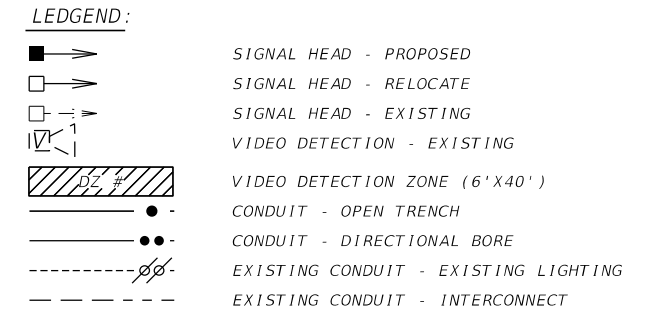 LEDGEND:
SIGNAL HEAD - PROPOSED
SIGNAL HEAD - RELOCATE
SIGNAL HEAD - EXISTING
V VIDEO DETECTION - EXISTING
DZ # VIDEO DETECTION ZONE (6'X40')
CONDUIT - OPEN TRENCH
CONDUIT - DIRECTIONAL BORE
EXISTING CONDUIT - EXISTING LIGHTING
EXISTING CONDUIT - INTERCONNECT